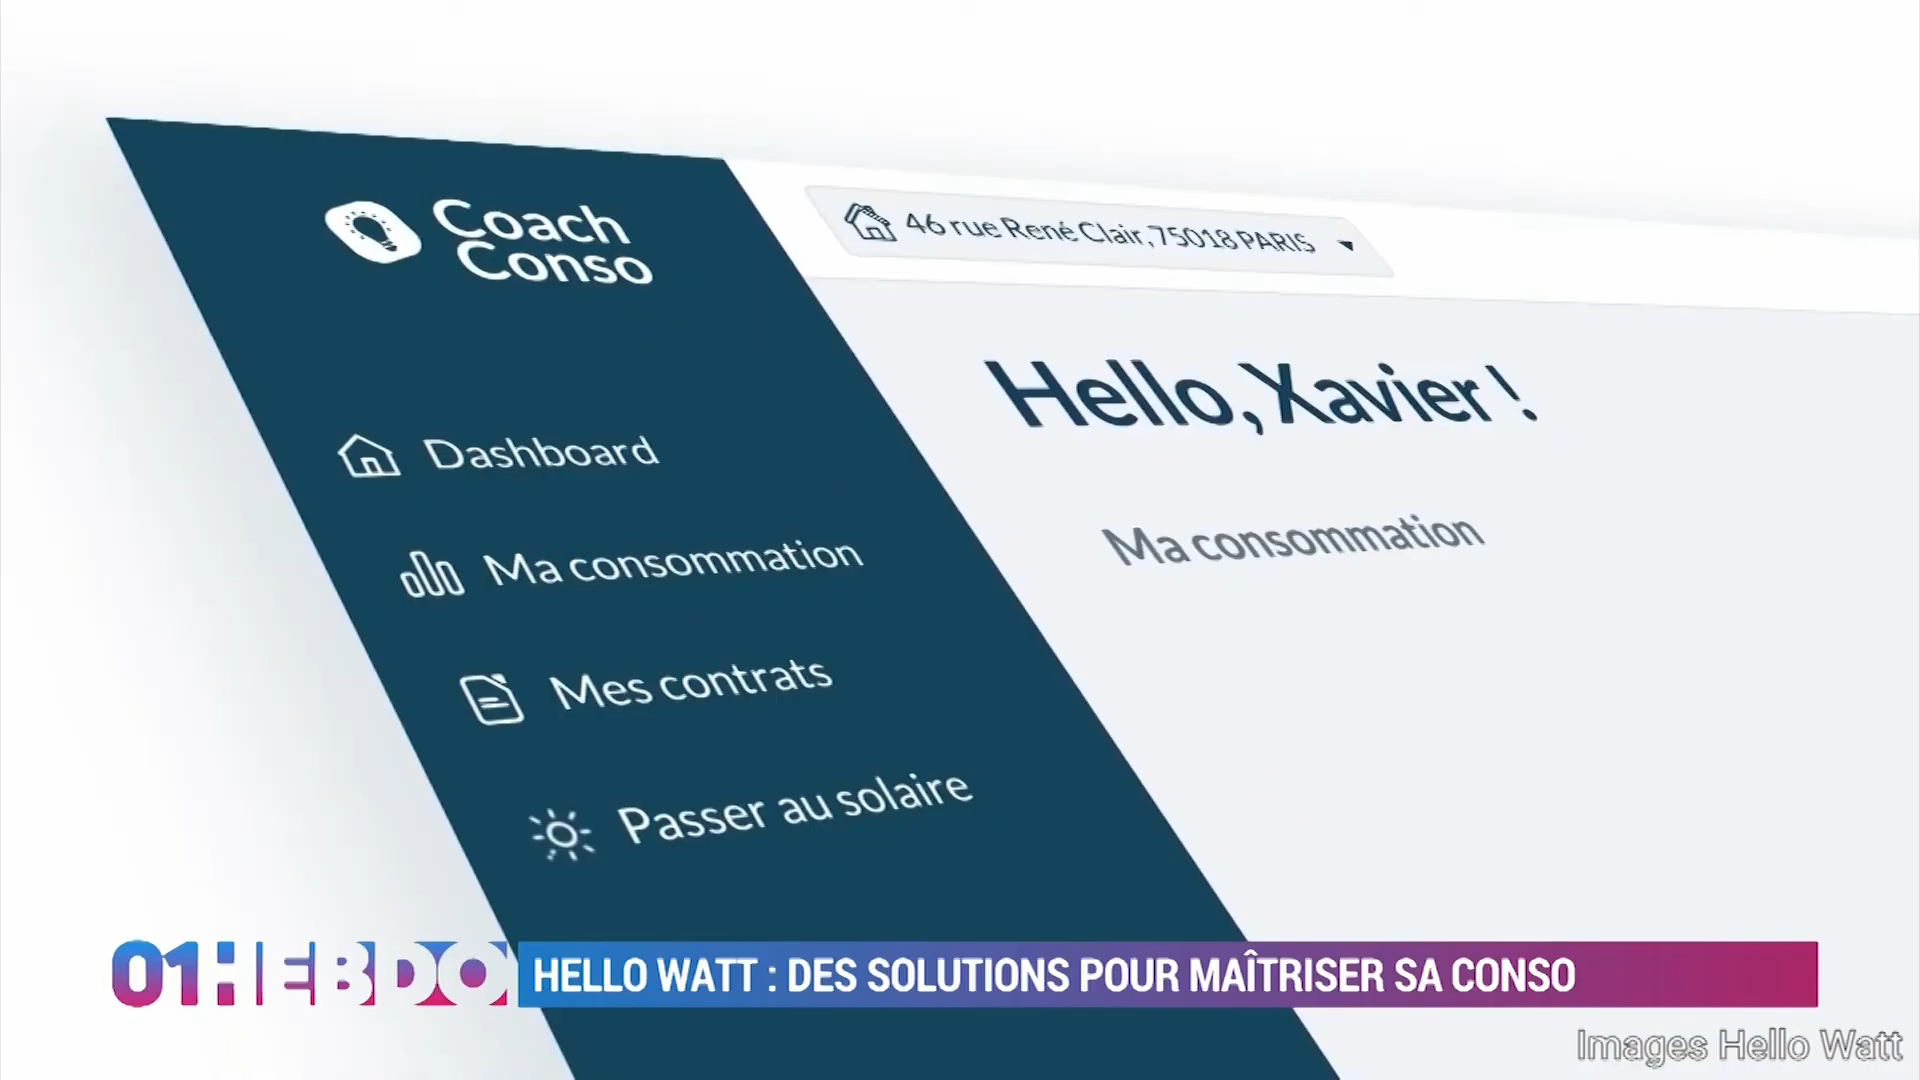 Coach
Conso
46 rue René Clair, 75018 PARIS
Hello, Xavier !
Dashboard
Ma consommation
Ma consommation
Mes contrats
Passer au solaire
01HEBDO
HELLO WATT : DES SOLUTIONS POUR MAÎTRISER SA CONSO
Images Hello Watt